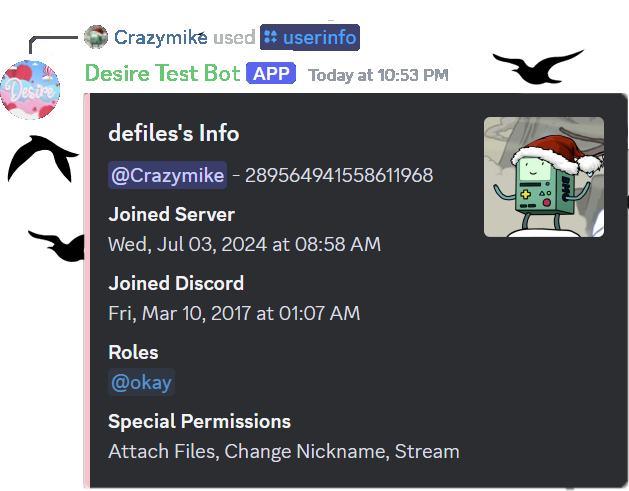 Crazymike used userinfo
Desire
Desire Test Bot APP Today at 10:53 PM
defiles's Info
@Crazymike - 289564941558611968
Joined Server
Wed, Jul 03, 2024 at 08:58 AM
Joined Discord
Fri, Mar 10, 2017 at 01:07 AM
Roles
@okay
Special Permissions
Attach Files, Change Nickname, Stream
BMO